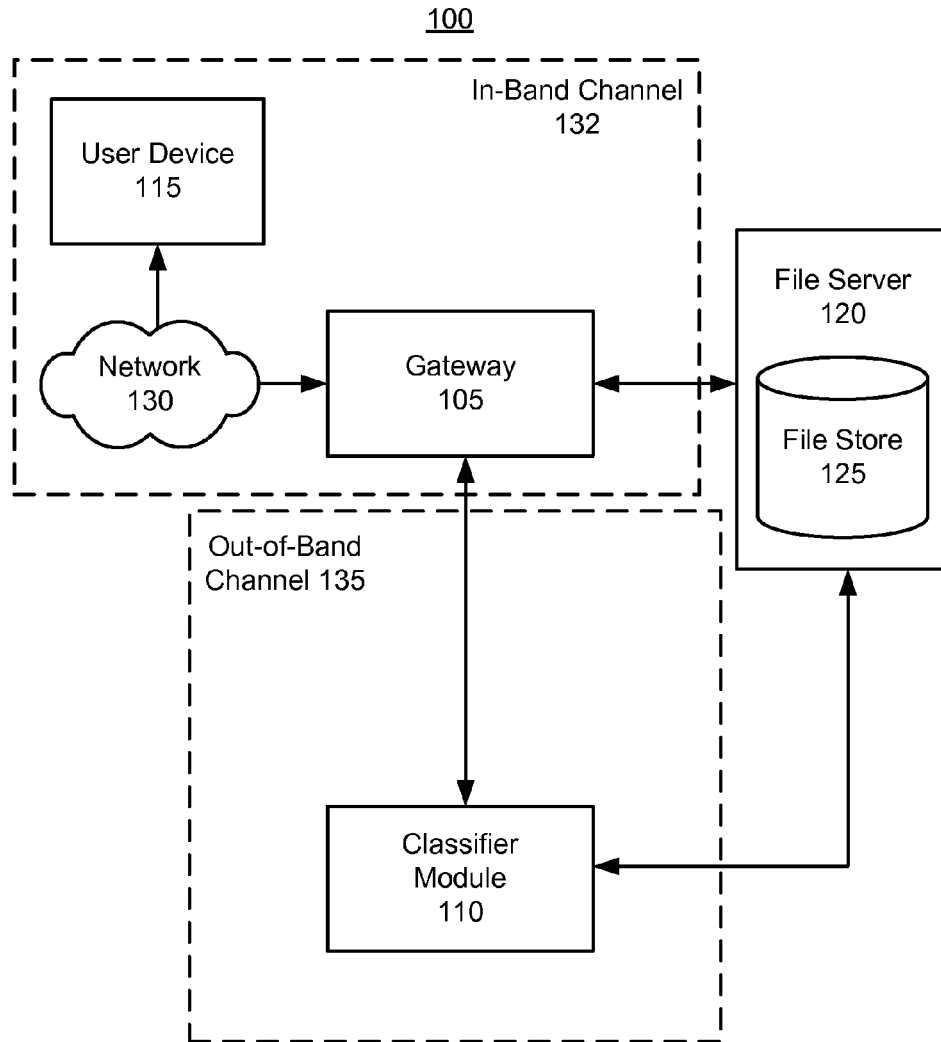 100
In-Band Channel
132
User Device
115
Network
130
Gateway
105
File Server
120
File Store
125
Out-of-Band
Channel 135
Classifier
Module
110